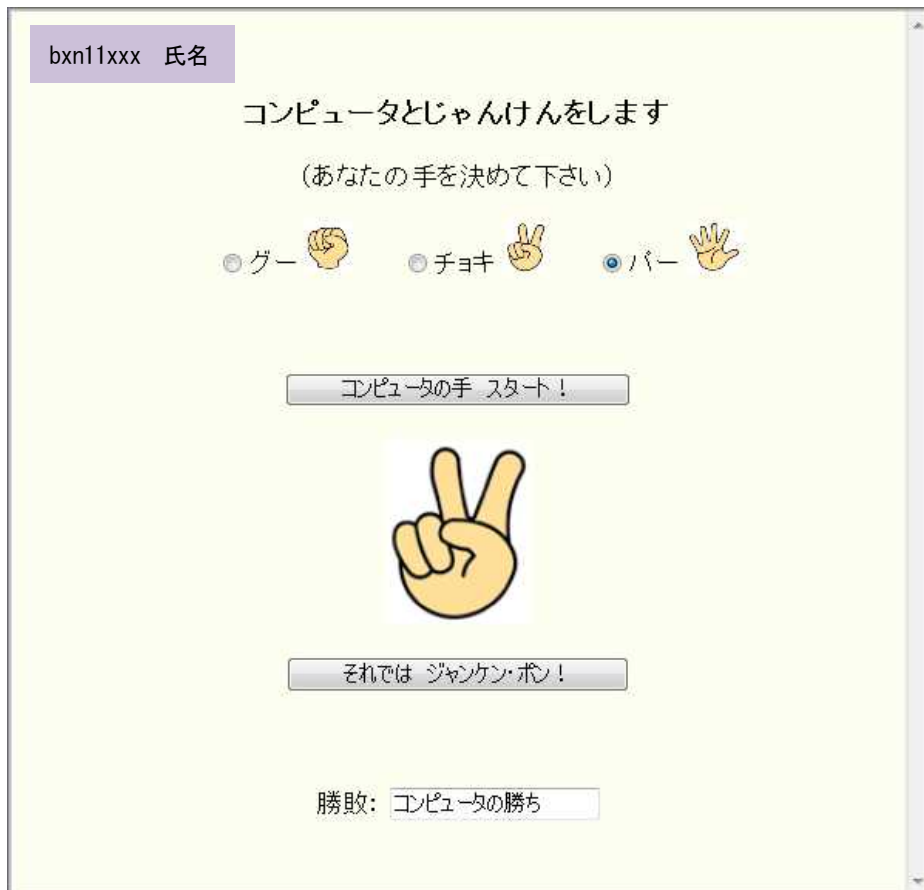 bxn11xxx 氏名
コンピュータとじゃんけんをします
(あなたの手を決めて下さい)
グー チョキ パー
コンピュータの手 スタート!
それでは ジャンケン・ポン!
勝敗: コンピュータの勝ち